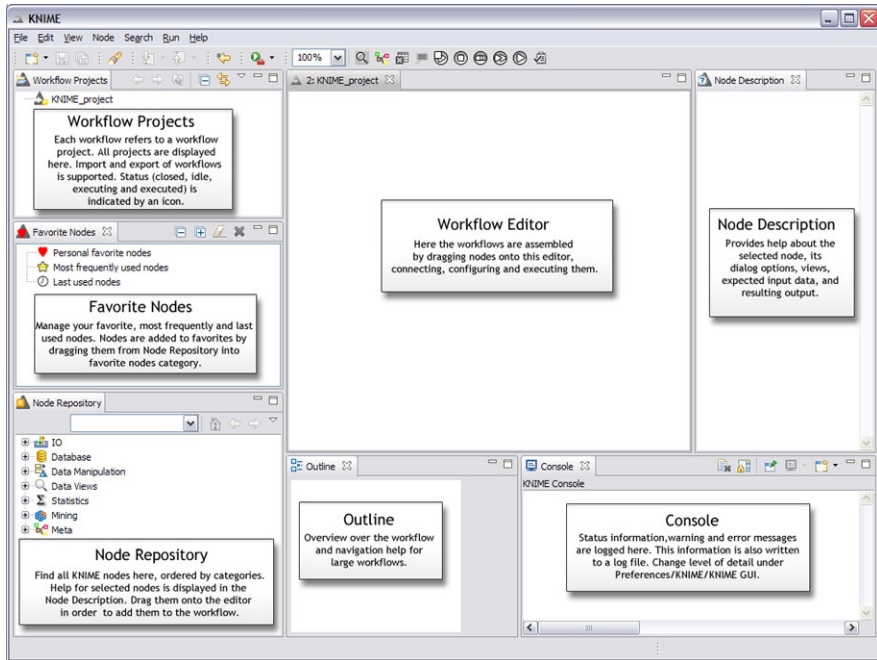 KNIME
File Edit View Node Search Run Help
100%
Workflow Projects
KNIME_project
Workflow Projects
Each workflow refers to a workflow
project. All projects are displayed
here. Import and export of workflows
is supported. Status (closed, idle,
executing and executed) is
indicated by an icon.
Favorite Nodes
Personal favorite nodes
Most frequently used nodes
Last used nodes
Favorite Nodes
Manage your favorite, most frequently and last
used nodes. Nodes are added to favorites by
dragging them from Node Repository into
favorite nodes category.
Node Repository
IO
Database
Data Manipulation
Data Views
Statistics
Mining
Meta
Node Repository
Find all KNIME nodes here, ordered by categories.
Help for selected nodes is displayed in the
Node Description. Drag them onto the editor
in order to add them to the workflow.
2: KNIME_project
Workflow Editor
Here the workflows are assembled
by dragging nodes onto this editor,
connecting, configuring and executing them.
Node Description
Node Description
Provides help about the
selected node, its
dialog options, views,
expected input data, and
resulting output.
Outline
Outline
Overview over the workflow
and navigation help for
large workflows.
Console
KNIME Console
Console
Status information,warning and error messages
are logged here. This information is also written
to a log file. Change level of detail under
Preferences/KNIME/KNIME GUI.